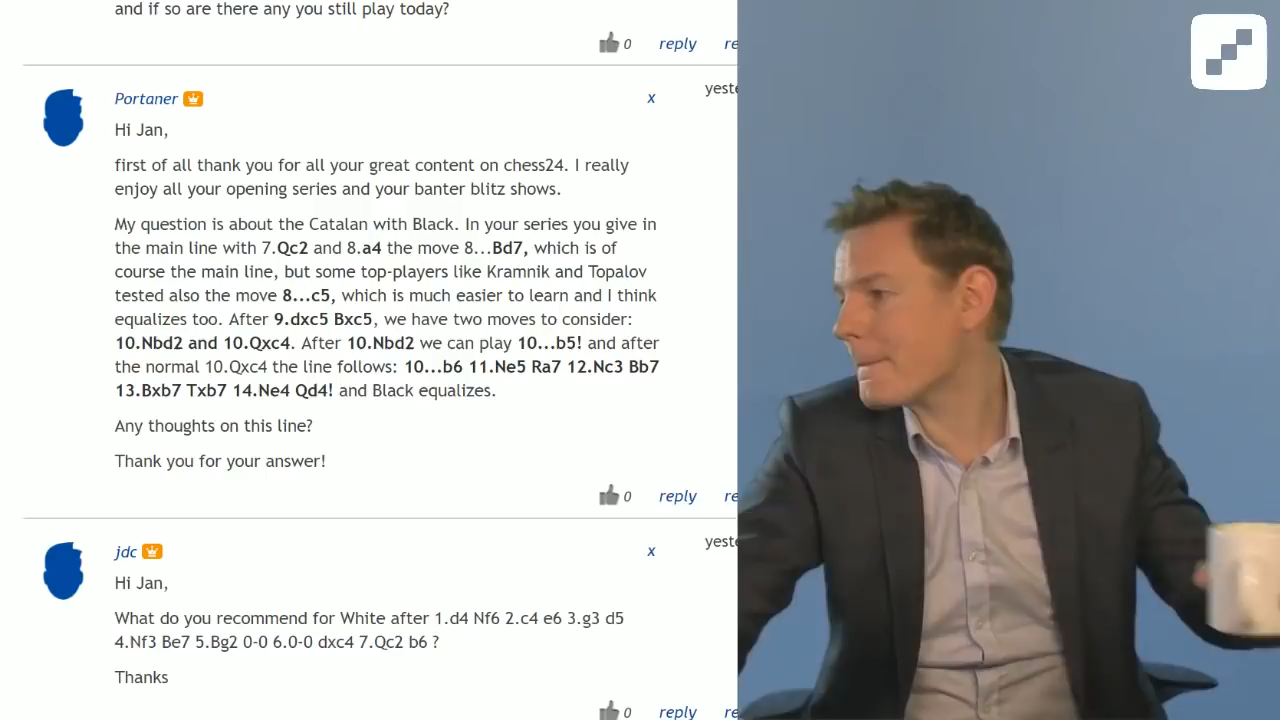 and if so are there any you still play today?
0 reply re
Portaner x yeste
Hi Jan,
first of all thank you for all your great content on chess24. I really
enjoy all your opening series and your banter blitz shows.
My question is about the Catalan with Black. In your series you give in
the main line with 7.Qc2 and 8.a4 the move 8...Bd7, which is of
course the main line, but some top-players like Kramnik and Topalov
tested also the move 8...c5, which is much easier to learn and I think
equalizes too. After 9.dxc5 Bxc5, we have two moves to consider:
10.Nbd2 and 10.Qxc4. After 10.Nbd2 we can play 10...b5! and after
the normal 10.Qxc4 the line follows: 10...b6 11.Ne5 Ra7 12.Nc3 Bb7
13.Bxb7 Txb7 14.Ne4 Qd4! and Black equalizes.
Any thoughts on this line?
Thank you for your answer!
0 reply re
jdc x yeste
Hi Jan,
What do you recommend for White after 1.d4 Nf6 2.c4 e6 3.g3 d5
4.Nf3 Be7 5.Bg2 0-0 6.0-0 dxc4 7.Qc2 b6 ?
Thanks
0 reply re